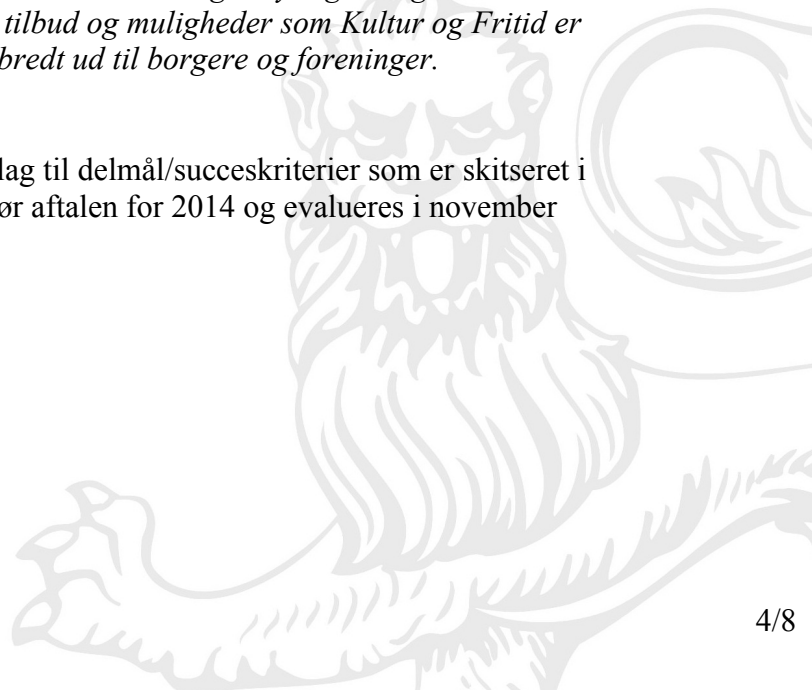 tilbud og muligheder som Kultur og Fritid er
bredt ud til borgere og foreninger.
lag til delmål/succeskriterier som er skitseret i
ør aftalen for 2014 og evalueres i november
4/8